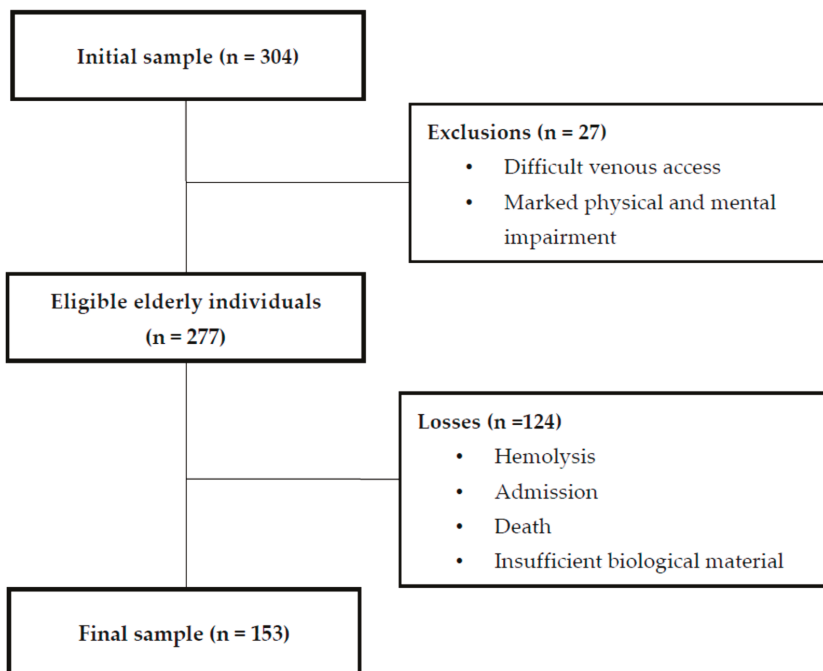 Initial sample (n = 304)
Exclusions (n = 27)
• Difficult venous access
• Marked physical and mental
impairment
Eligible elderly individuals
(n = 277)
Losses (n =124)
• Hemolysis
• Admission
• Death
• Insufficient biological material
Final sample (n = 153)